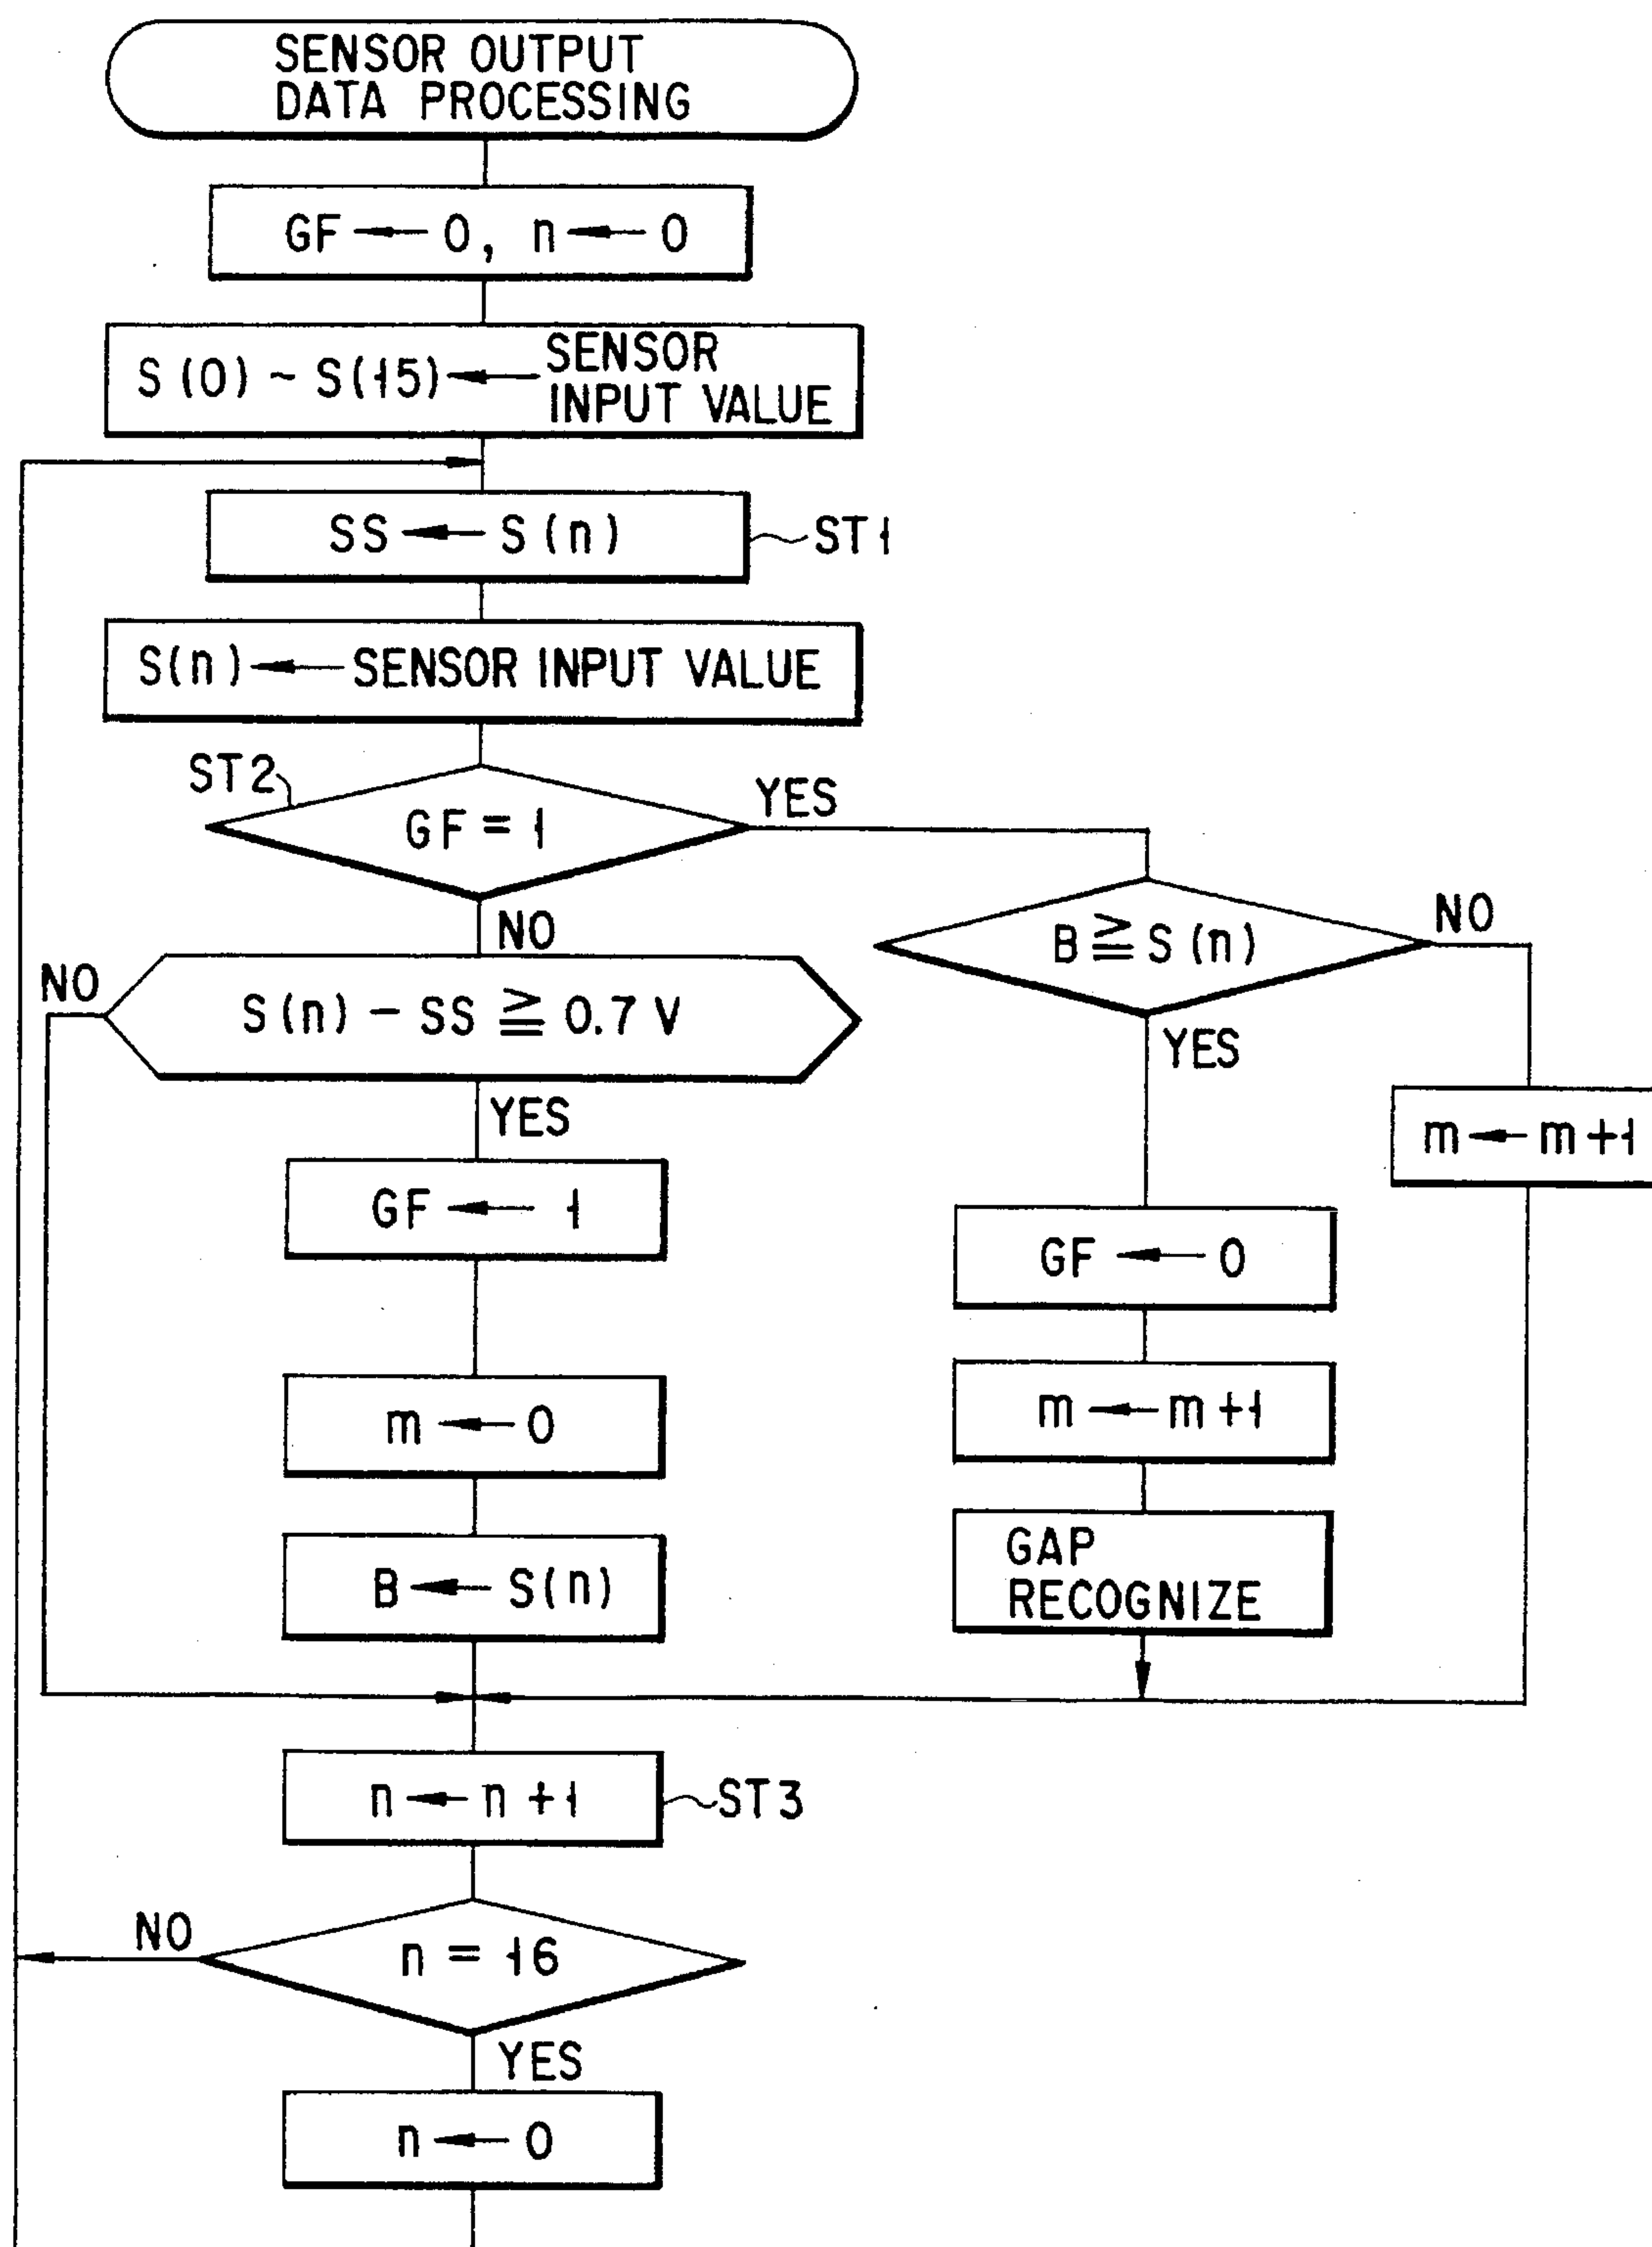 SENSOR OUTPUT
DATA PROCESSING
GF ← 0, n ← 0
S(0) ~ S(15) ← SENSOR
INPUT VALUE
SS ← S(n)
ST1
S(n) ← SENSOR INPUT VALUE
ST2
GF = 1
YES
NO
B ≧ S(n)
NO
YES
m ← m+1
NO
S(n) - SS ≧ 0.7 V
YES
GF ← 1
GF ← 0
m ← 0
m ← m+1
B ← S(n)
GAP
RECOGNIZE
n ← n+1
ST3
NO
n = 16
YES
n ← 0